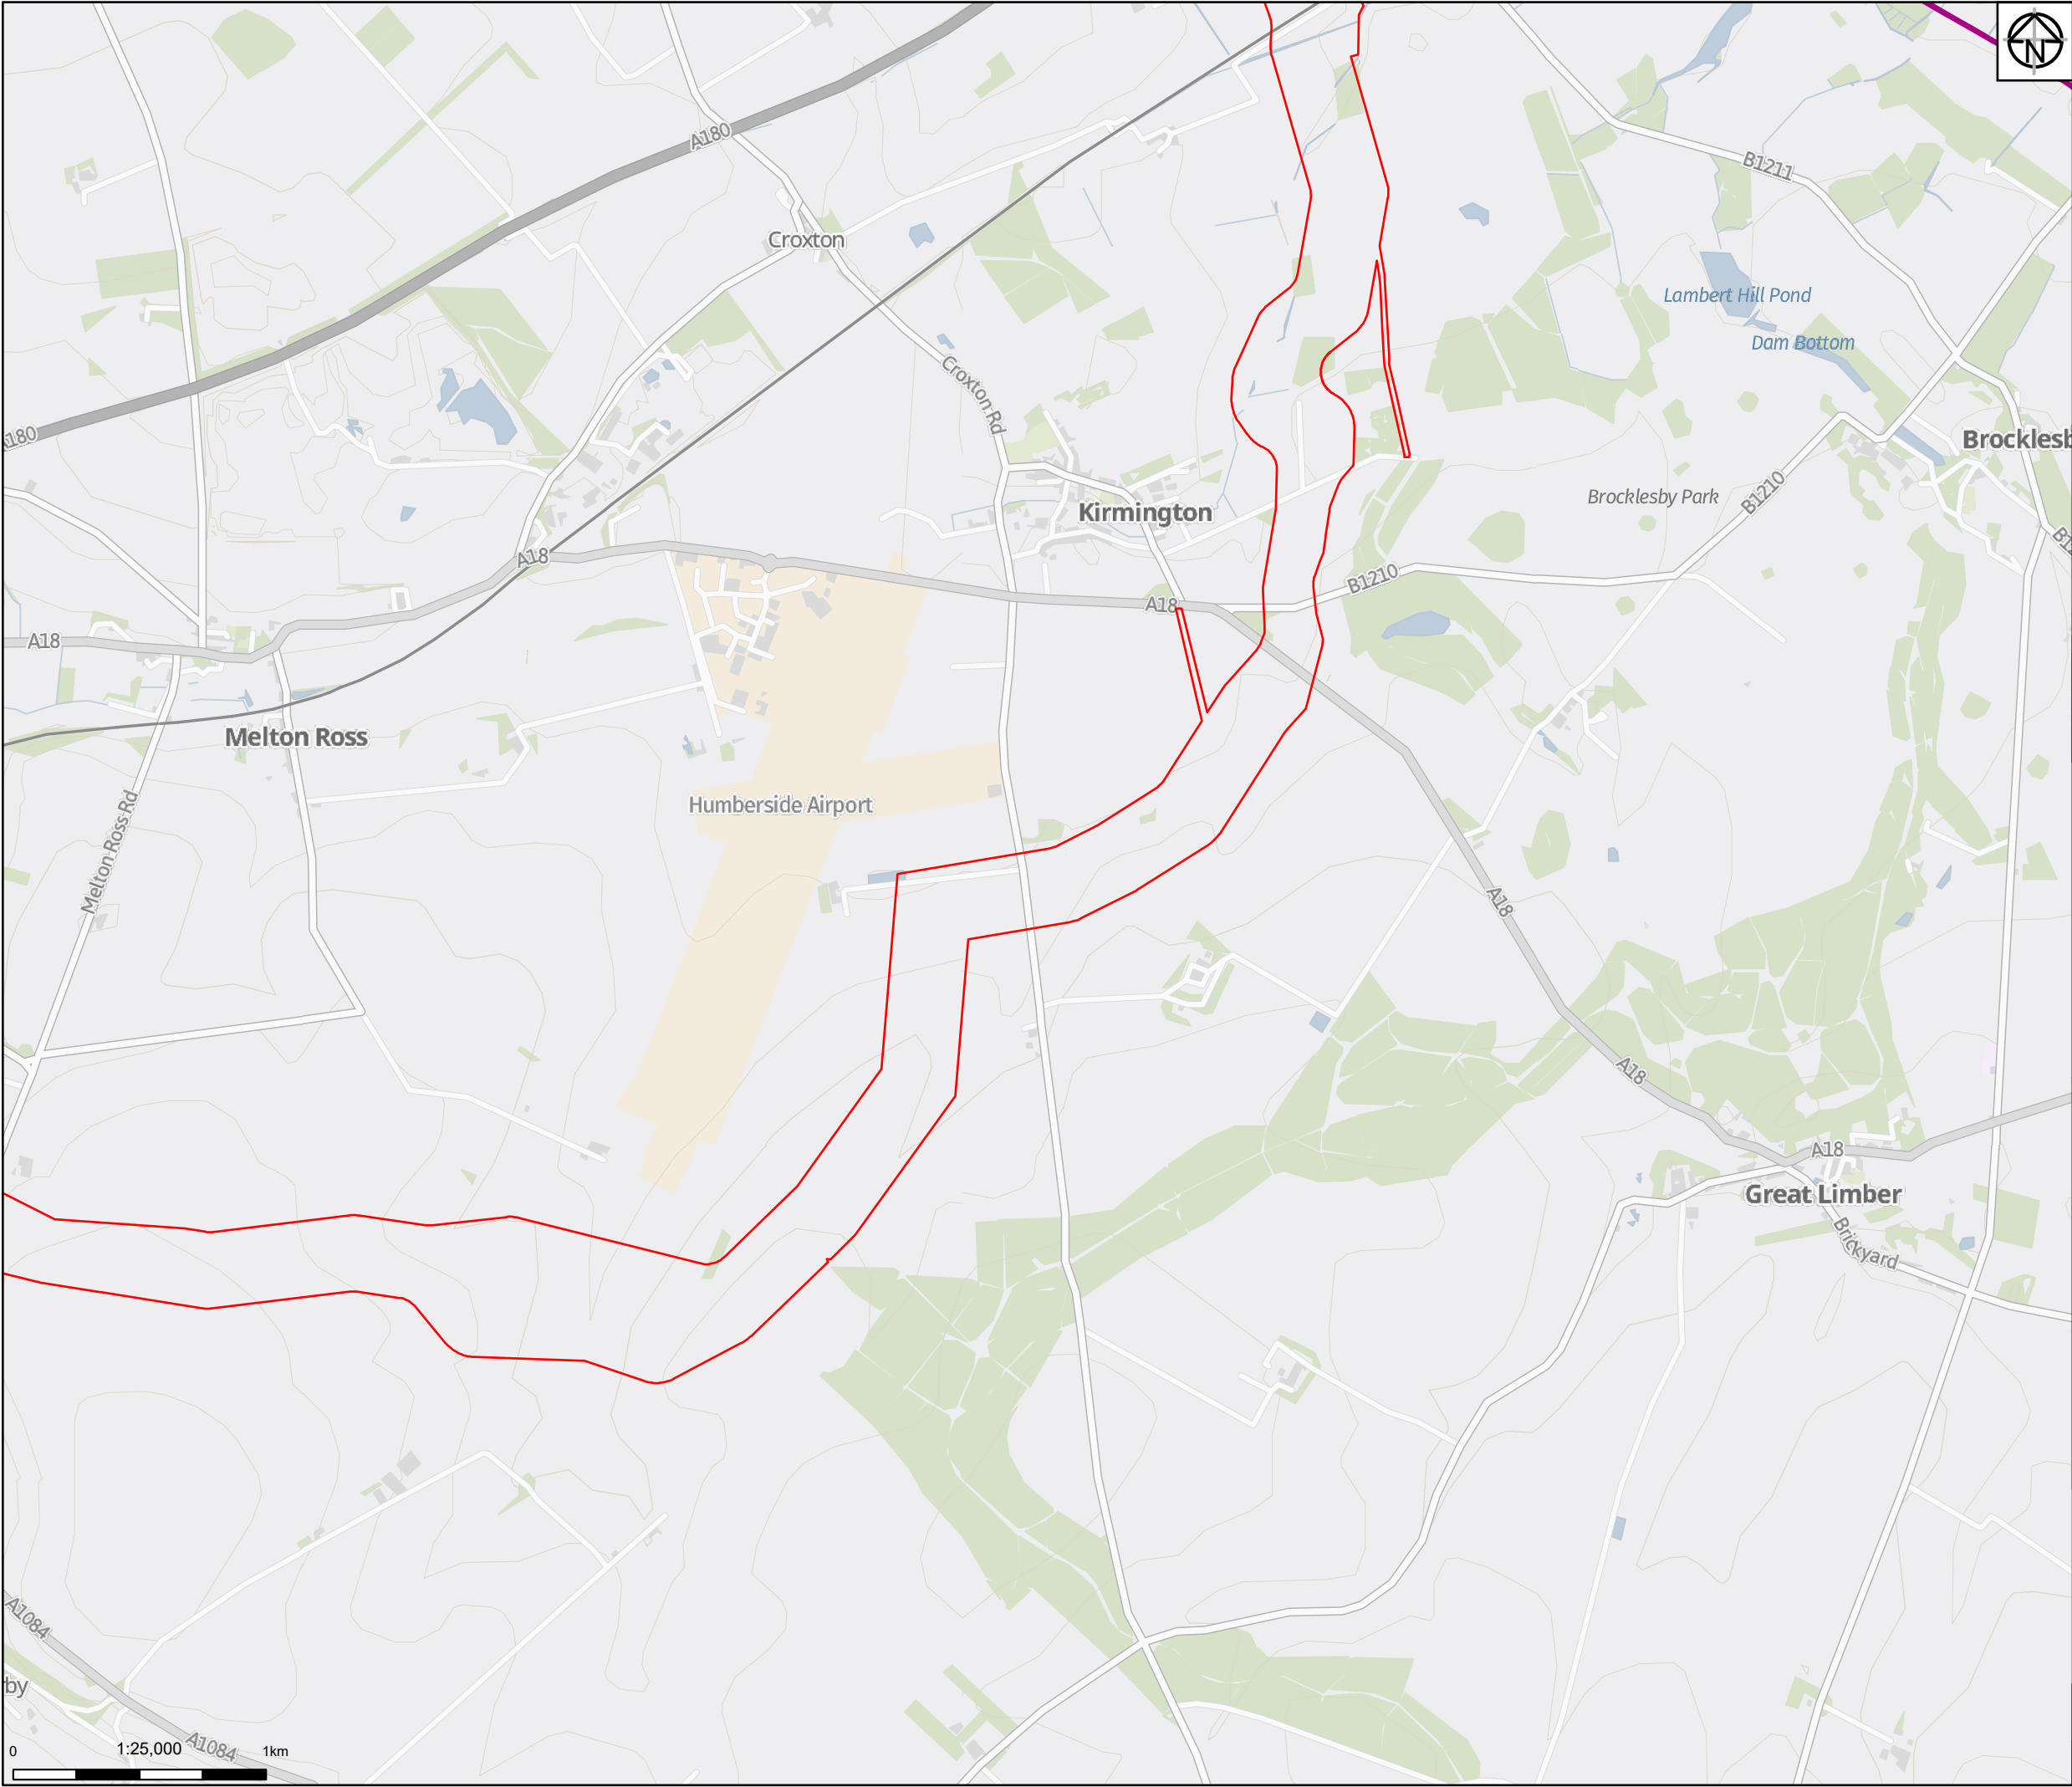 N
A180
B1211
Croxton
Lambert Hill Pond
Dam Bottom
Croxton Rd
A180
Brocklesb
Brocklesby Park
B1210
Kirmington
A18
B1210
A18
A18
B1
Melton Ross
Humberside Airport
Melton Ross Rd
A18
A18
A18
Great Limber
Brickyard
A1084
by
A1084
0
1:25,000
1km